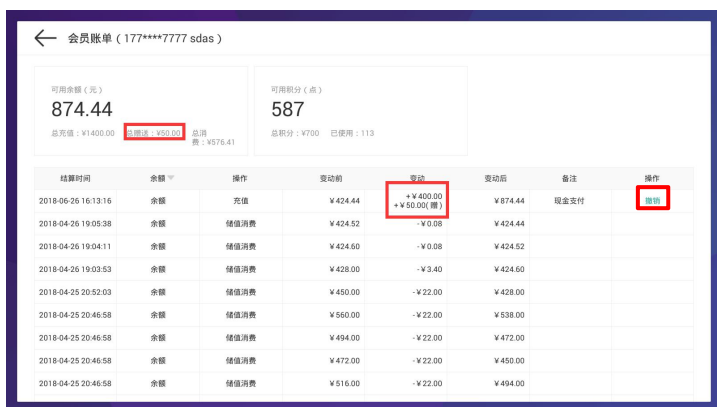 会员账单（177****7777 sdas）
可用余额（元） 可用积分（点）
874.44 587
总充值：¥1400.00 总赠送：¥50.00 总消费：¥576.41 总积分：¥700 已使用：113
结算时间 余额 操作 变动前 变动 变动后 备注 操作
2018-06-26 16:13:16 余额 充值 ¥424.44 +¥400.00 +¥50.00(赠) ¥874.44 现金支付 撤销
2018-04-26 19:05:38 余额 储值消费 ¥424.52 -¥0.08 ¥424.44
2018-04-26 19:04:11 余额 储值消费 ¥424.60 -¥0.08 ¥424.52
2018-04-26 19:03:53 余额 储值消费 ¥428.00 -¥3.40 ¥424.60
2018-04-25 20:52:03 余额 储值消费 ¥450.00 -¥22.00 ¥428.00
2018-04-25 20:46:58 余额 储值消费 ¥560.00 -¥22.00 ¥538.00
2018-04-25 20:46:58 余额 储值消费 ¥494.00 -¥22.00 ¥472.00
2018-04-25 20:46:58 余额 储值消费 ¥472.00 -¥22.00 ¥450.00
2018-04-25 20:46:58 余额 储值消费 ¥516.00 -¥22.00 ¥494.00